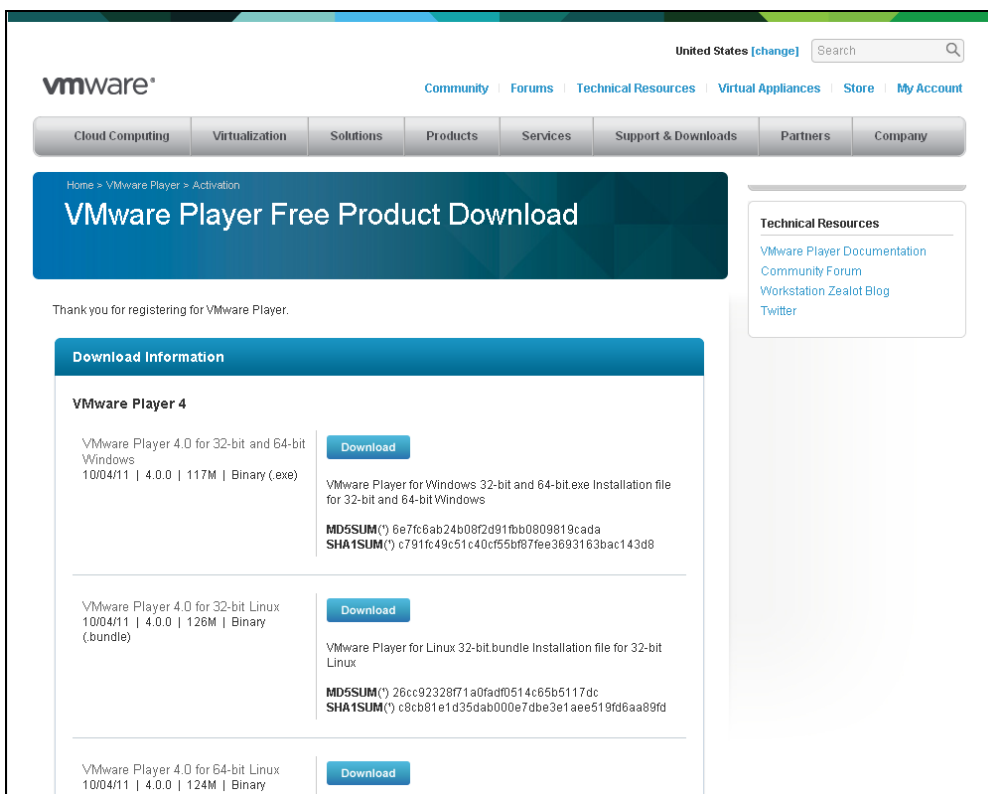 United States [change] Search
vmware®
Community Forums Technical Resources Virtual Appliances Store My Account
Cloud Computing Virtualization Solutions Products Services Support & Downloads Partners Company
Home > VMware Player > Activation
VMware Player Free Product Download
Technical Resources
VMware Player Documentation
Community Forum
Workstation Zealot Blog
Twitter
Thank you for registering for VMware Player.
Download Information
VMware Player 4
VMware Player 4.0 for 32-bit and 64-bit
Windows
10/04/11 | 4.0.0 | 117M | Binary (.exe)
Download
VMware Player for Windows 32-bit and 64-bit.exe Installation file
for 32-bit and 64-bit Windows
MD5SUM(*) 6e7fc6ab24b08f2d91fbb0809819cada
SHA1SUM(*) c791fc49c51c40cf55bf87fee3693163bac143d8
VMware Player 4.0 for 32-bit Linux
10/04/11 | 4.0.0 | 126M | Binary
(.bundle)
Download
VMware Player for Linux 32-bit.bundle Installation file for 32-bit
Linux
MD5SUM(*) 26cc92328f71a0fadf0514c65b5117dc
SHA1SUM(*) c8cb81e1d35dab000e7dbe3e1aee519fd6aa89fd
VMware Player 4.0 for 64-bit Linux
10/04/11 | 4.0.0 | 124M | Binary
Download